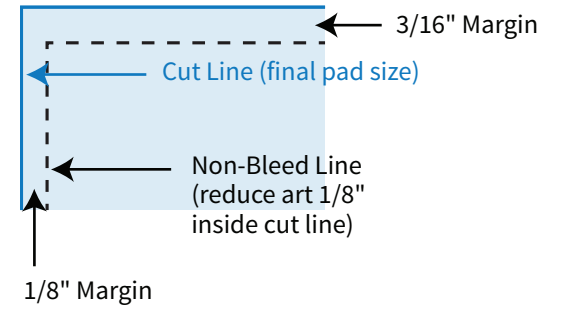 3/16" Margin
Cut Line (final pad size)
Non-Bleed Line
(reduce art 1/8"
inside cut line)
1/8" Margin